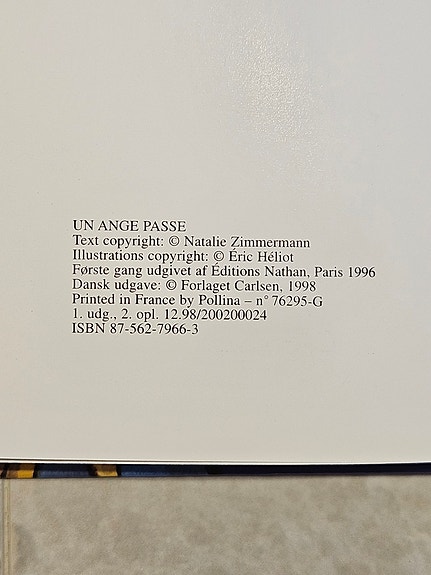 UN ANGE PASSE
Text copyright: © Natalie Zimmermann
Illustrations copyright: © Éric Héliot
Første gang udgivet af Éditions Nathan, Paris 1996
Dansk udgave: © Forlaget Carlsen, 1998
Printed in France by Pollina – n° 76295-G
1. udg., 2. opl. 12.98/200200024
ISBN 87-562-7966-3